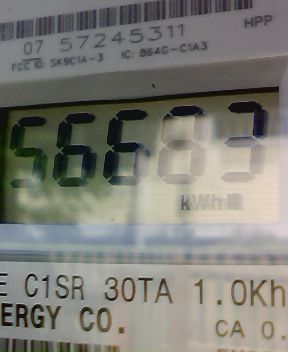 HPP
07 57245311
FCC ID: SK9C1A-3 IC: 864G-C1A3
56683
kWh
E C1SR 30TA 1.0Kh
ERGY CO.
CA 0.